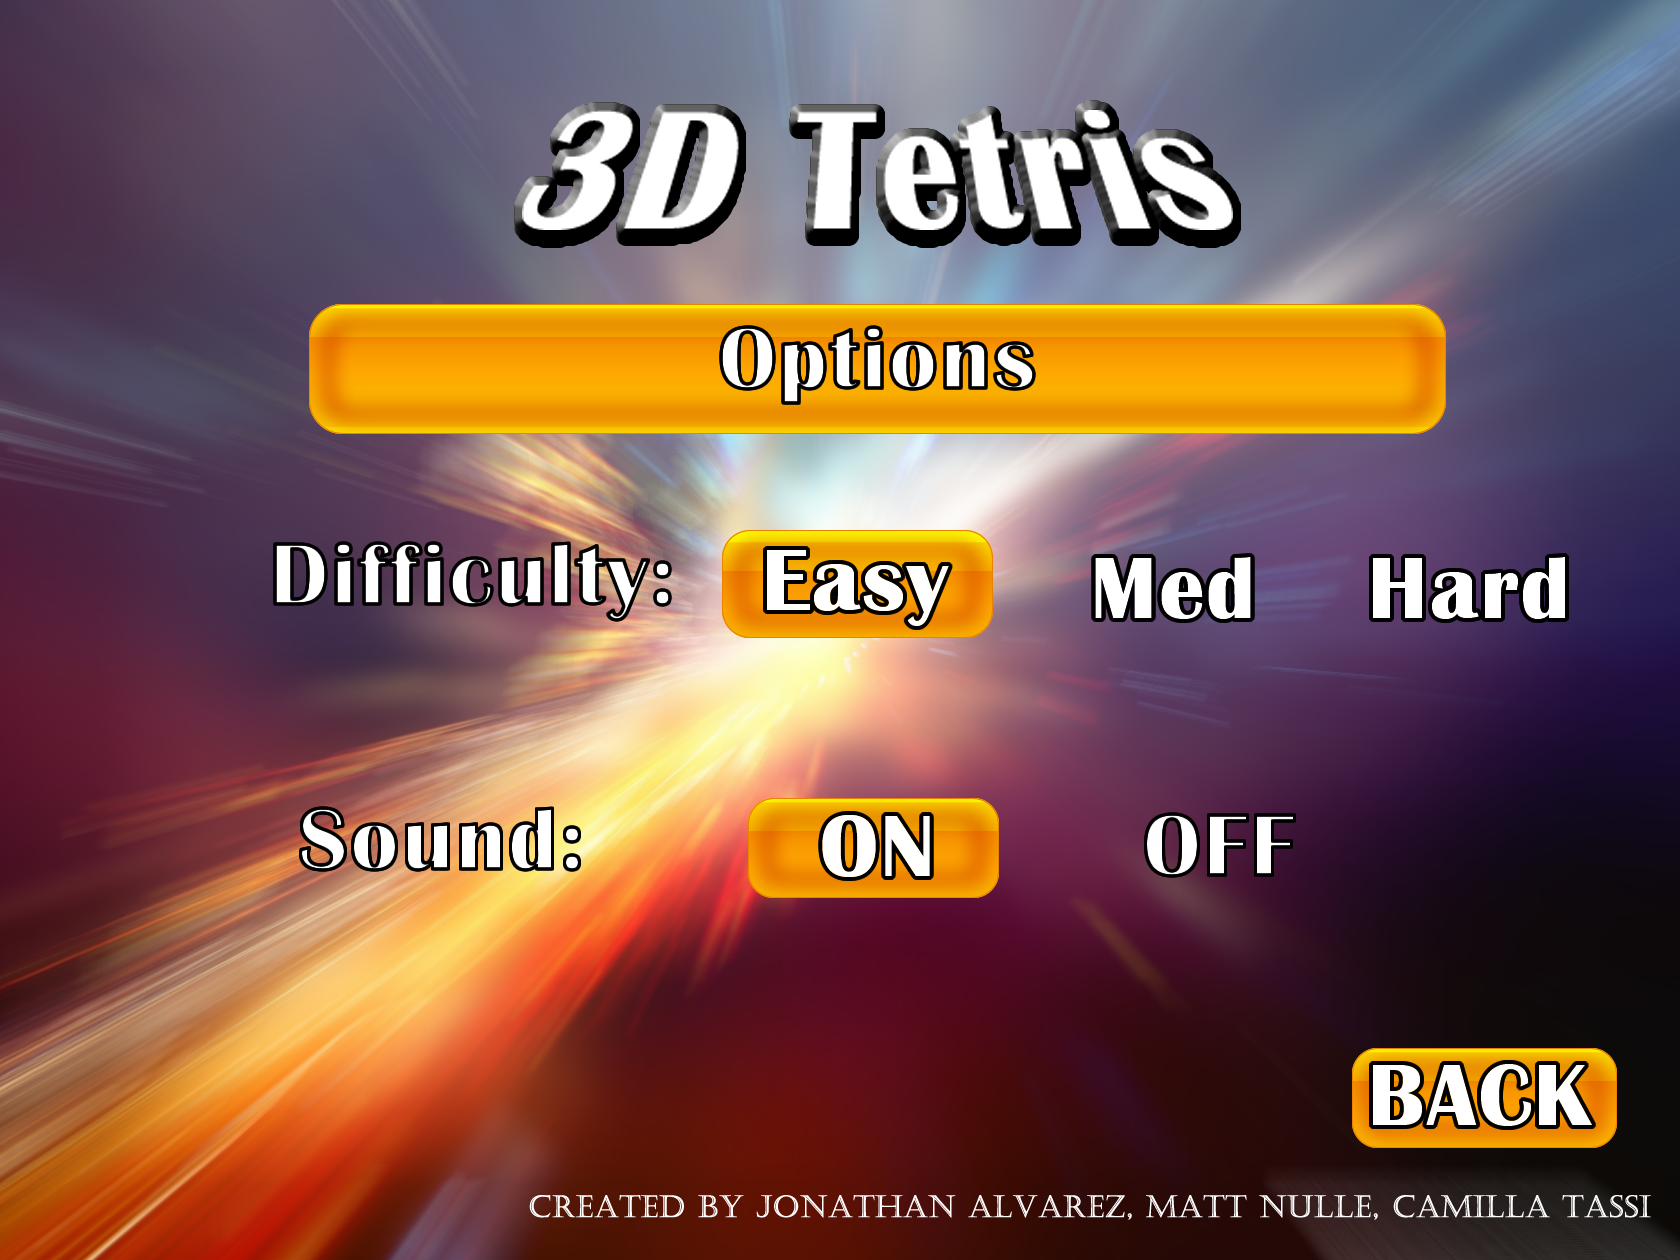 3D Tetris
Options
Difficulty: Easy Med Hard
Sound: ON OFF
BACK
CREATED BY JONATHAN ALVAREZ, MATT NULLE, CAMILLA TASSI